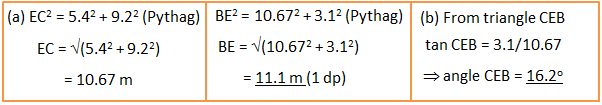 (a) EC² = 5.4² + 9.2² (Pythag)
EC = √(5.4² + 9.2²)
= 10.67 m
BE² = 10.67² + 3.1² (Pythag)
BE = √(10.67² + 3.1²)
= 11.1 m (1 dp)
(b) From triangle CEB
tan CEB = 3.1/10.67
⇒ angle CEB = 16.2°